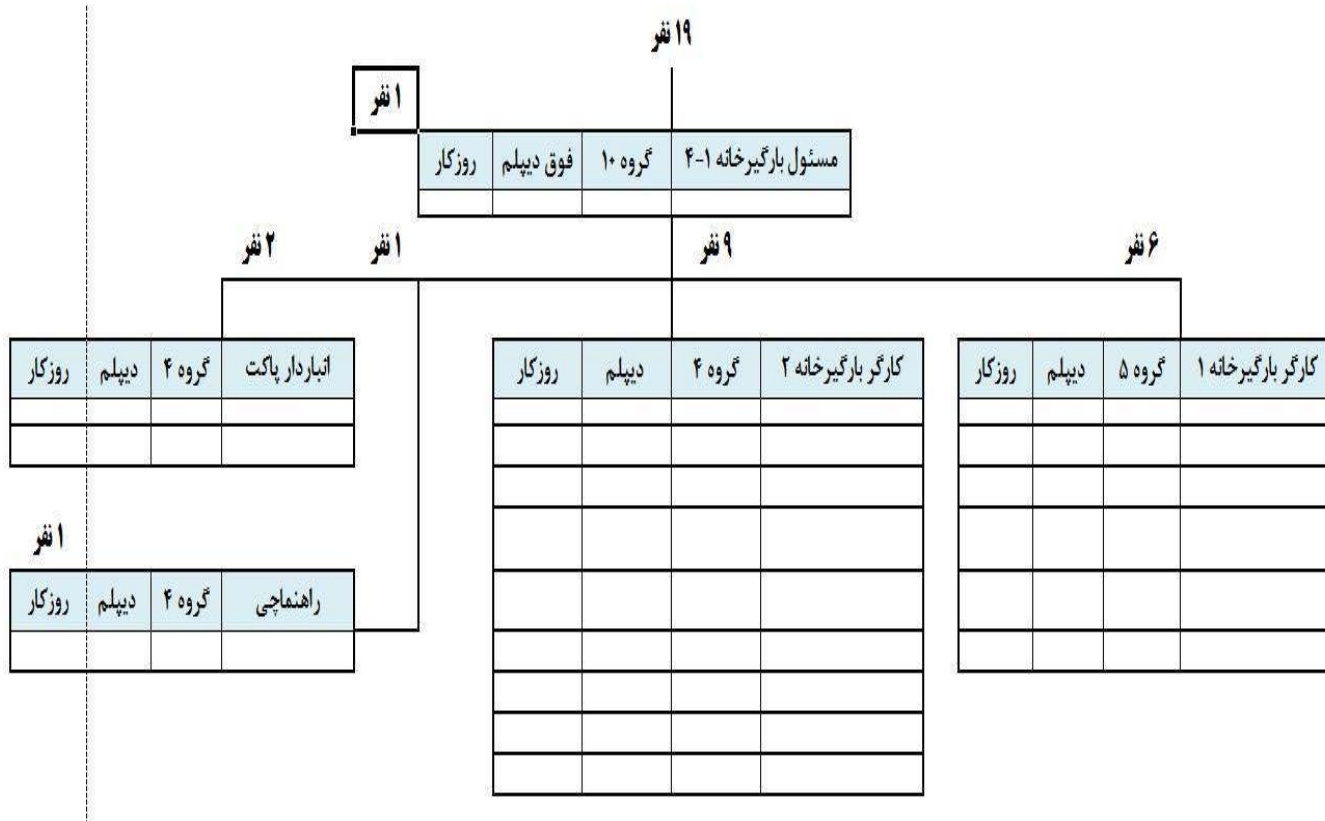 ۱۹ نفر
۱ نفر
مسئول بارگیرخانه ۱-۴ گروه ۱۰ فوق دیپلم روزکار
۶ نفر ۹ نفر ۱ نفر ۲ نفر
کارگر بارگیرخانه ۱ گروه ۵ دیپلم روزکار
کارگر بارگیرخانه ۲ گروه ۴ دیپلم روزکار
انباردار پاکت گروه ۴ دیپلم روزکار
۱ نفر
راهنماچی گروه ۴ دیپلم روزکار